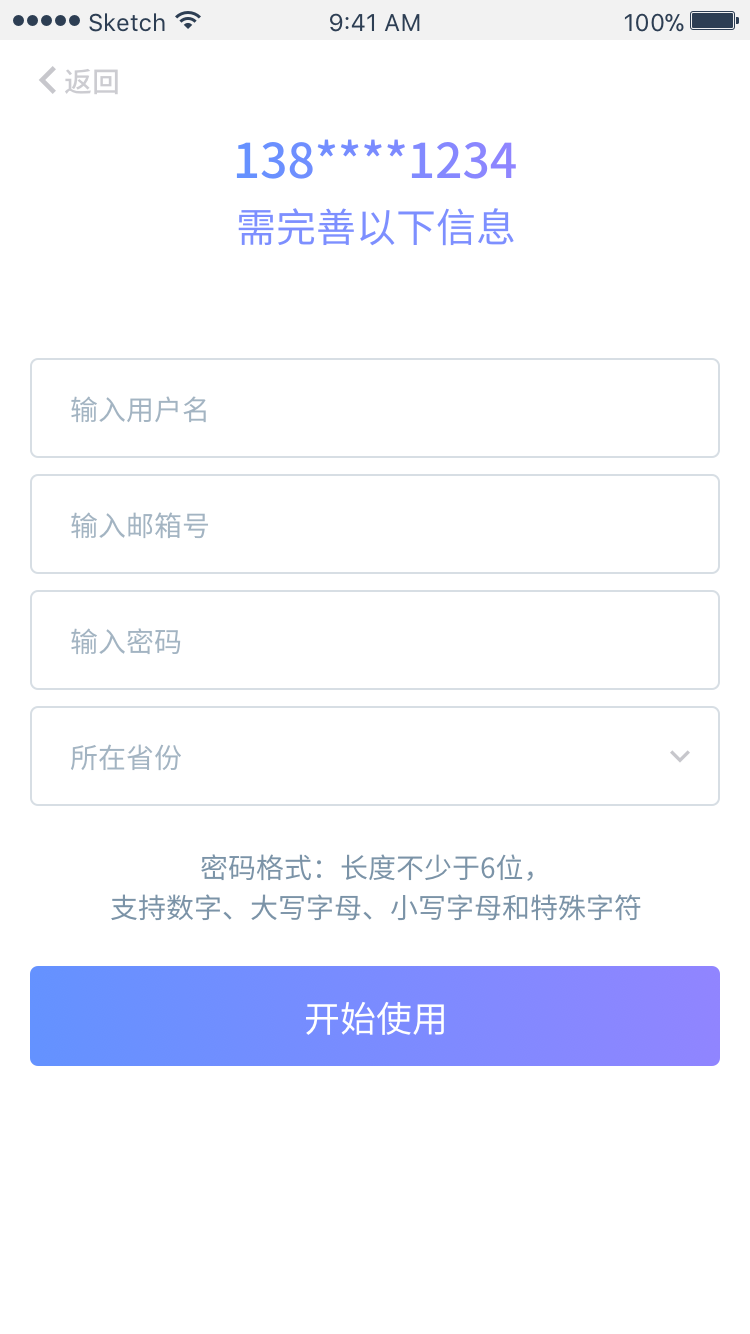 Sketch 9:41 AM 100%
返回
138****1234
需完善以下信息
输入用户名
输入邮箱号
输入密码
所在省份
密码格式：长度不少于6位，
支持数字、大写字母、小写字母和特殊字符
开始使用